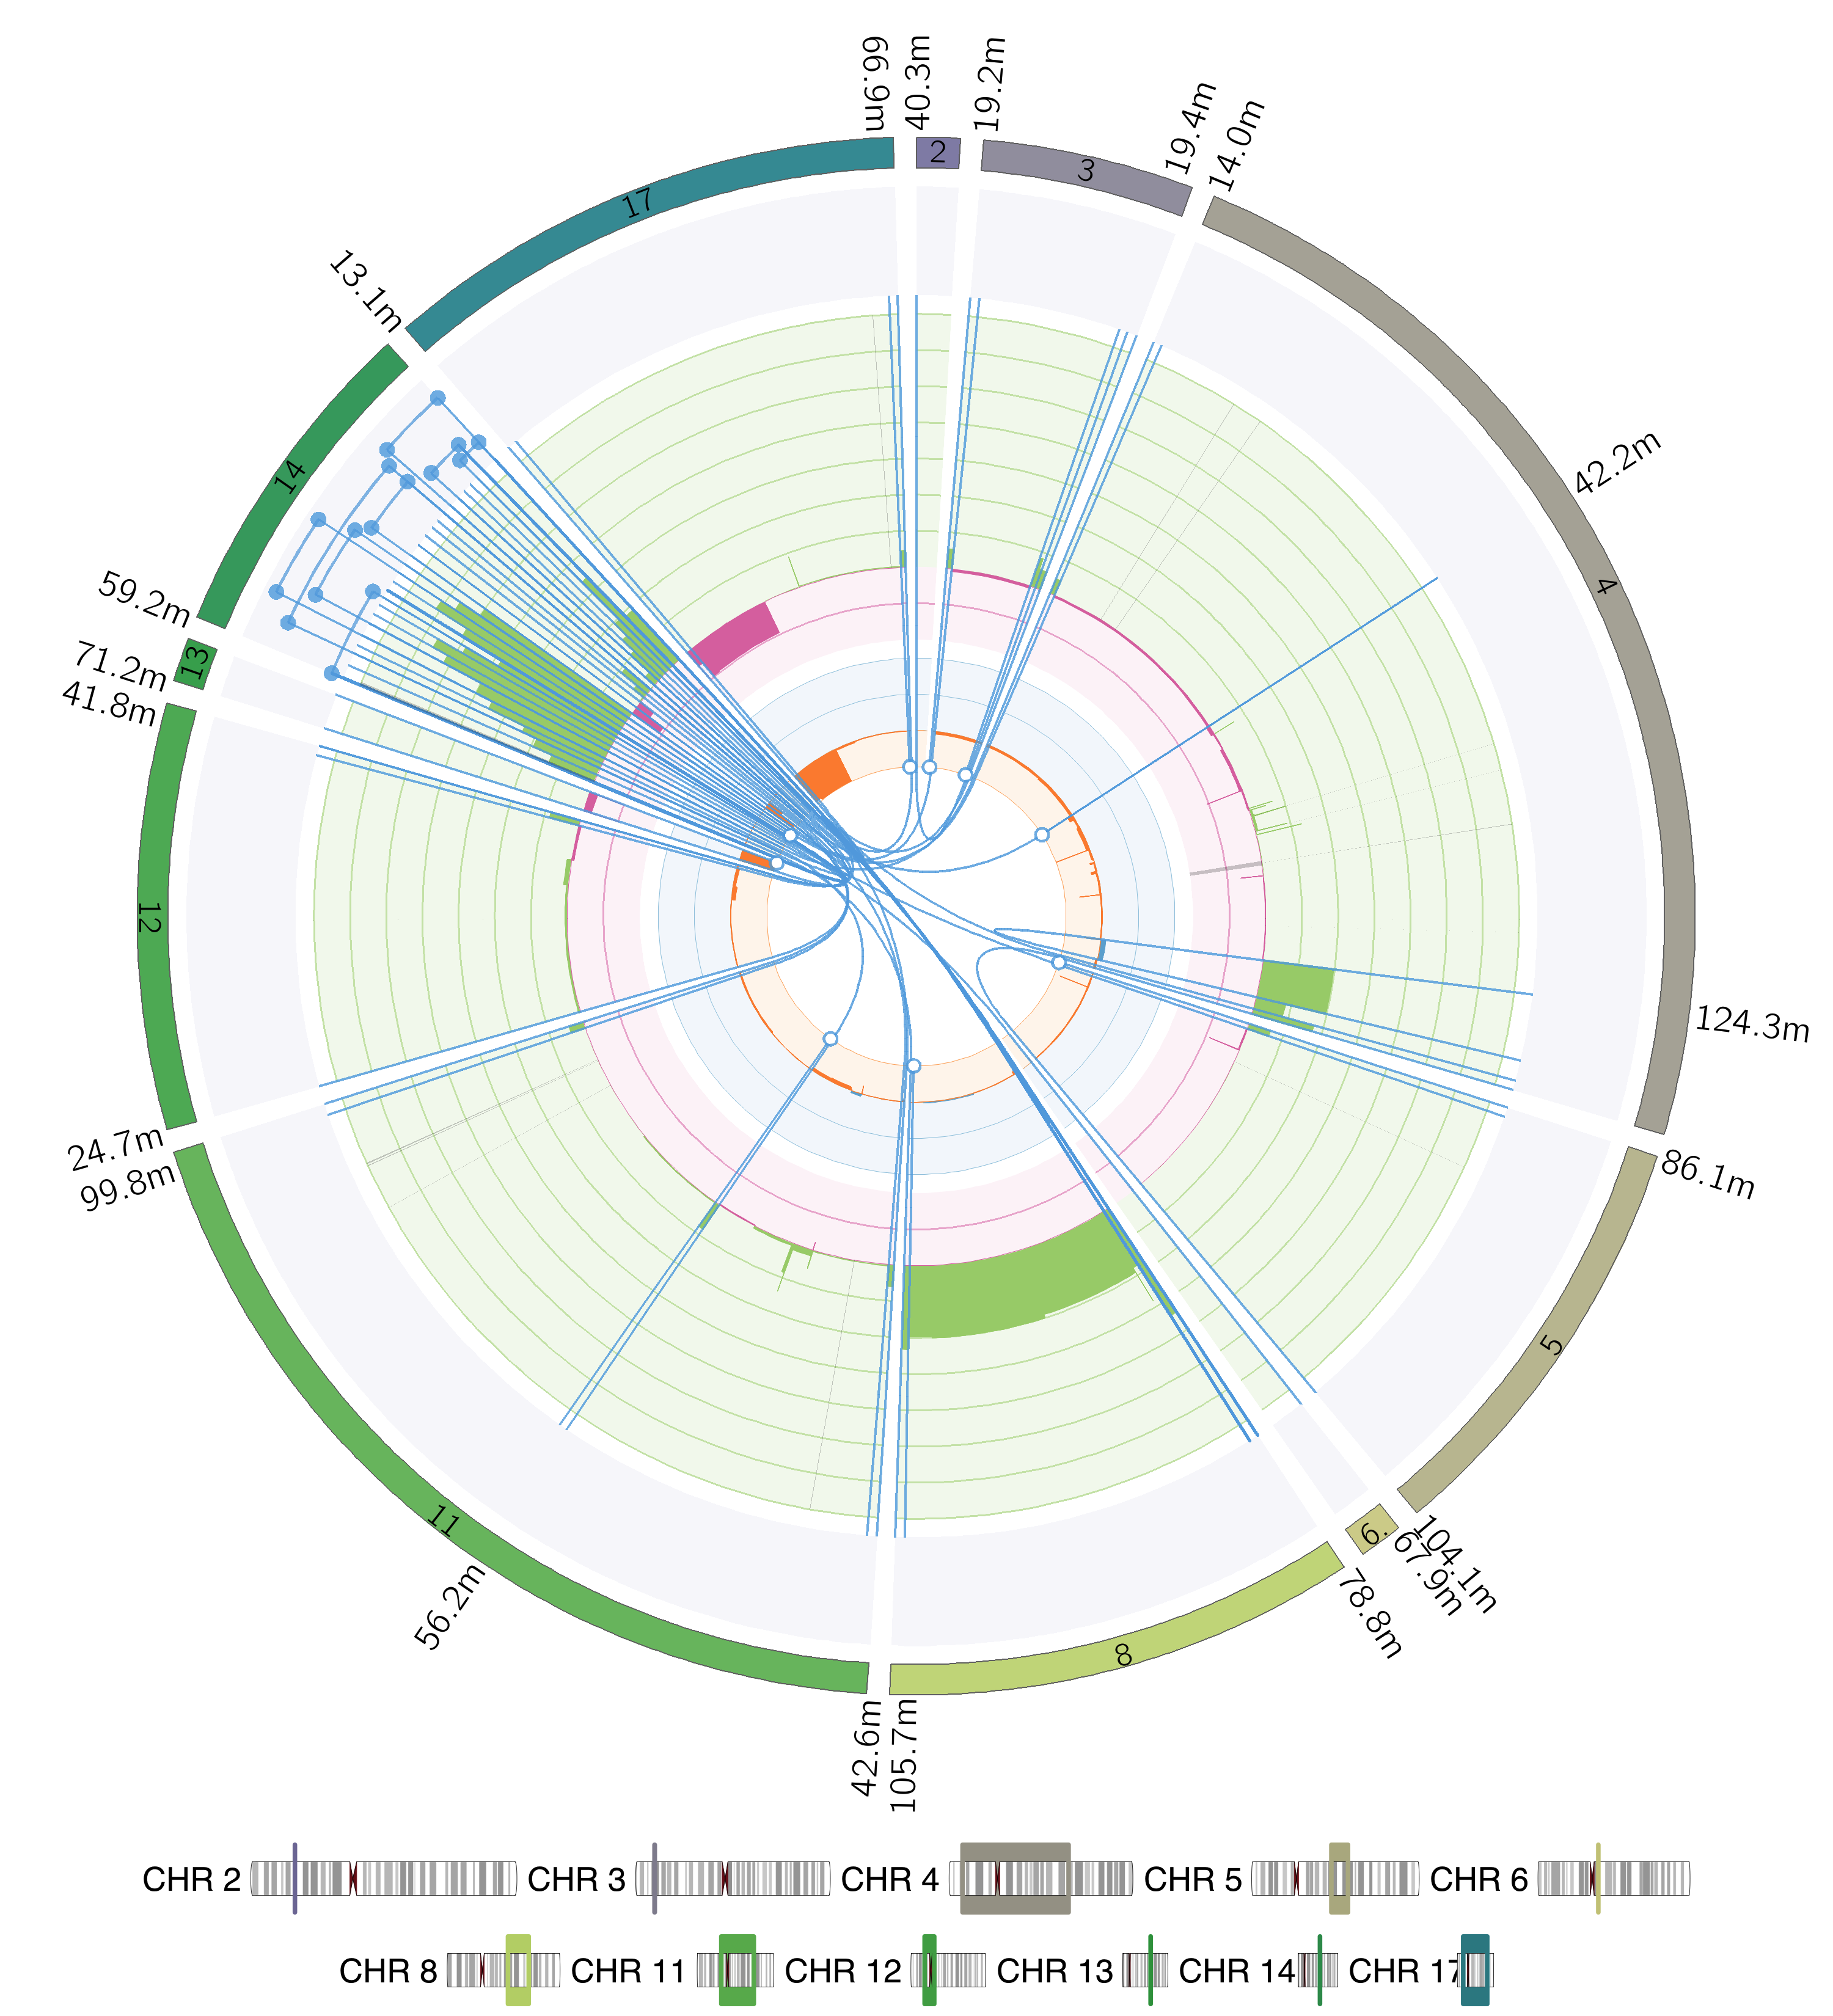 66.9m
40.3m
19.2m
19.4m
14.0m
2
3
17
13.1m
42.2m
4
14
59.2m
13
71.2m
41.8m
12
124.3m
24.7m
99.8m
86.1m
5
11
6.
104.1m
67.9m
78.8m
56.2m
8
42.6m
105.7m
CHR 2 CHR 3 CHR 4 CHR 5 CHR 6
CHR 8 CHR 11 CHR 12 CHR 13 CHR 14 CHR 17